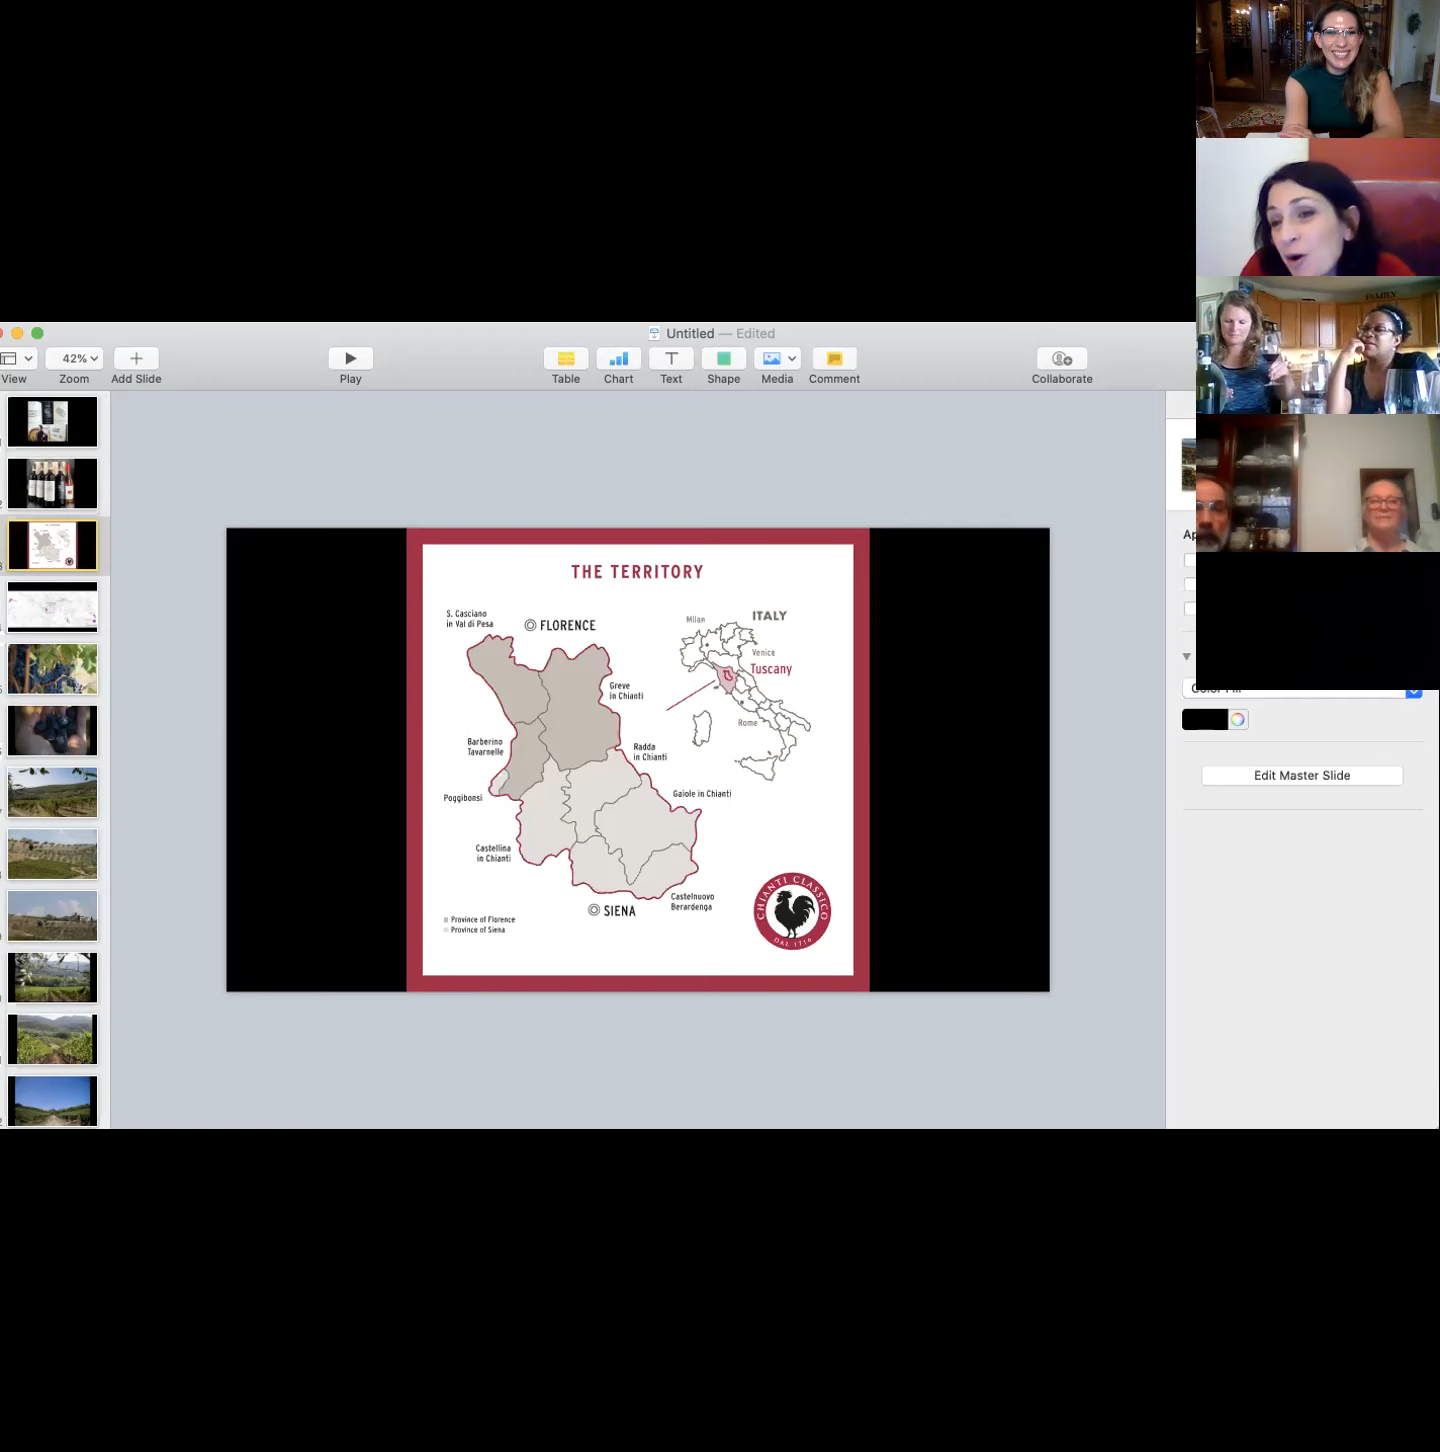 FAMILY
Untitled — Edited
42%
View
Zoom
Add Slide
Play
Table
Chart
Text
Shape
Media
Comment
Collaborate
THE TERRITORY
S. Casciano
in Val di Pesa
FLORENCE
Greve
in Chianti
Barberino
Tavarnelle
Radda
in Chianti
Poggibonsi
Gaiole in Chianti
Castellina
in Chianti
Castelnuovo
Berardenga
SIENA
Province of Florence
Province of Siena
ITALY
Milan
Venice
Tuscany
Rome
CHIANTI CLASSICO
DAL 1716
Edit Master Slide